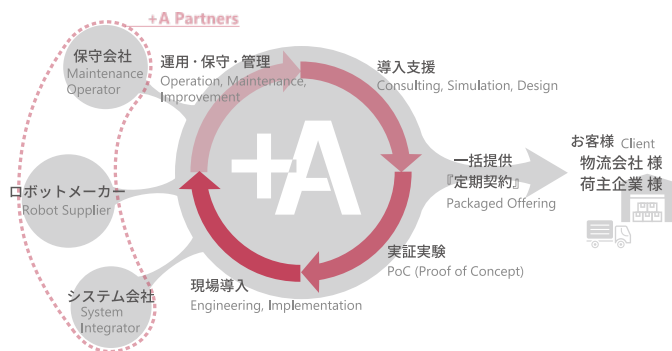 +A Partners
保守会社
Maintenance
Operator
運用・保守・管理
Operation, Maintenance,
Improvement
導入支援
Consulting, Simulation, Design
+A
ロボットメーカー
Robot Supplier
一括提供
『定期契約』
Packaged Offering
お客様 Client
物流会社 様
荷主企業 様
実証実験
PoC (Proof of Concept)
現場導入
Engineering, Implementation
システム会社
System
Integrator